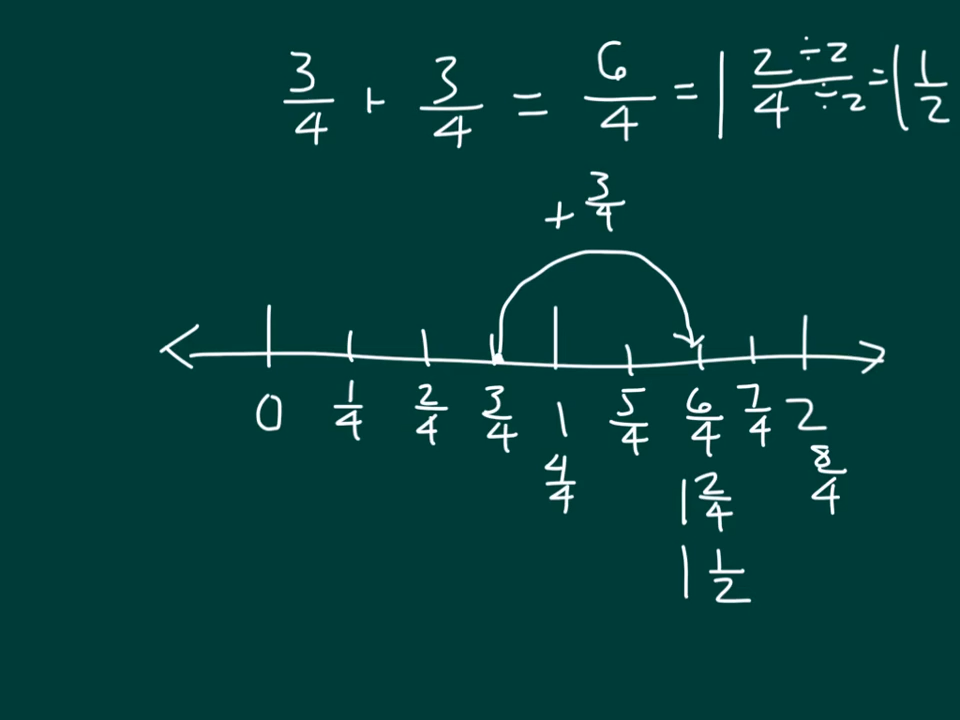 3/4 + 3/4 = 6/4 = 1 2/4 ÷2/÷2 = 1 1/2
+ 3/4
0 1/4 2/4 3/4 1 5/4 6/4 7/4 2
4/4 1 2/4 8/4
1 1/2